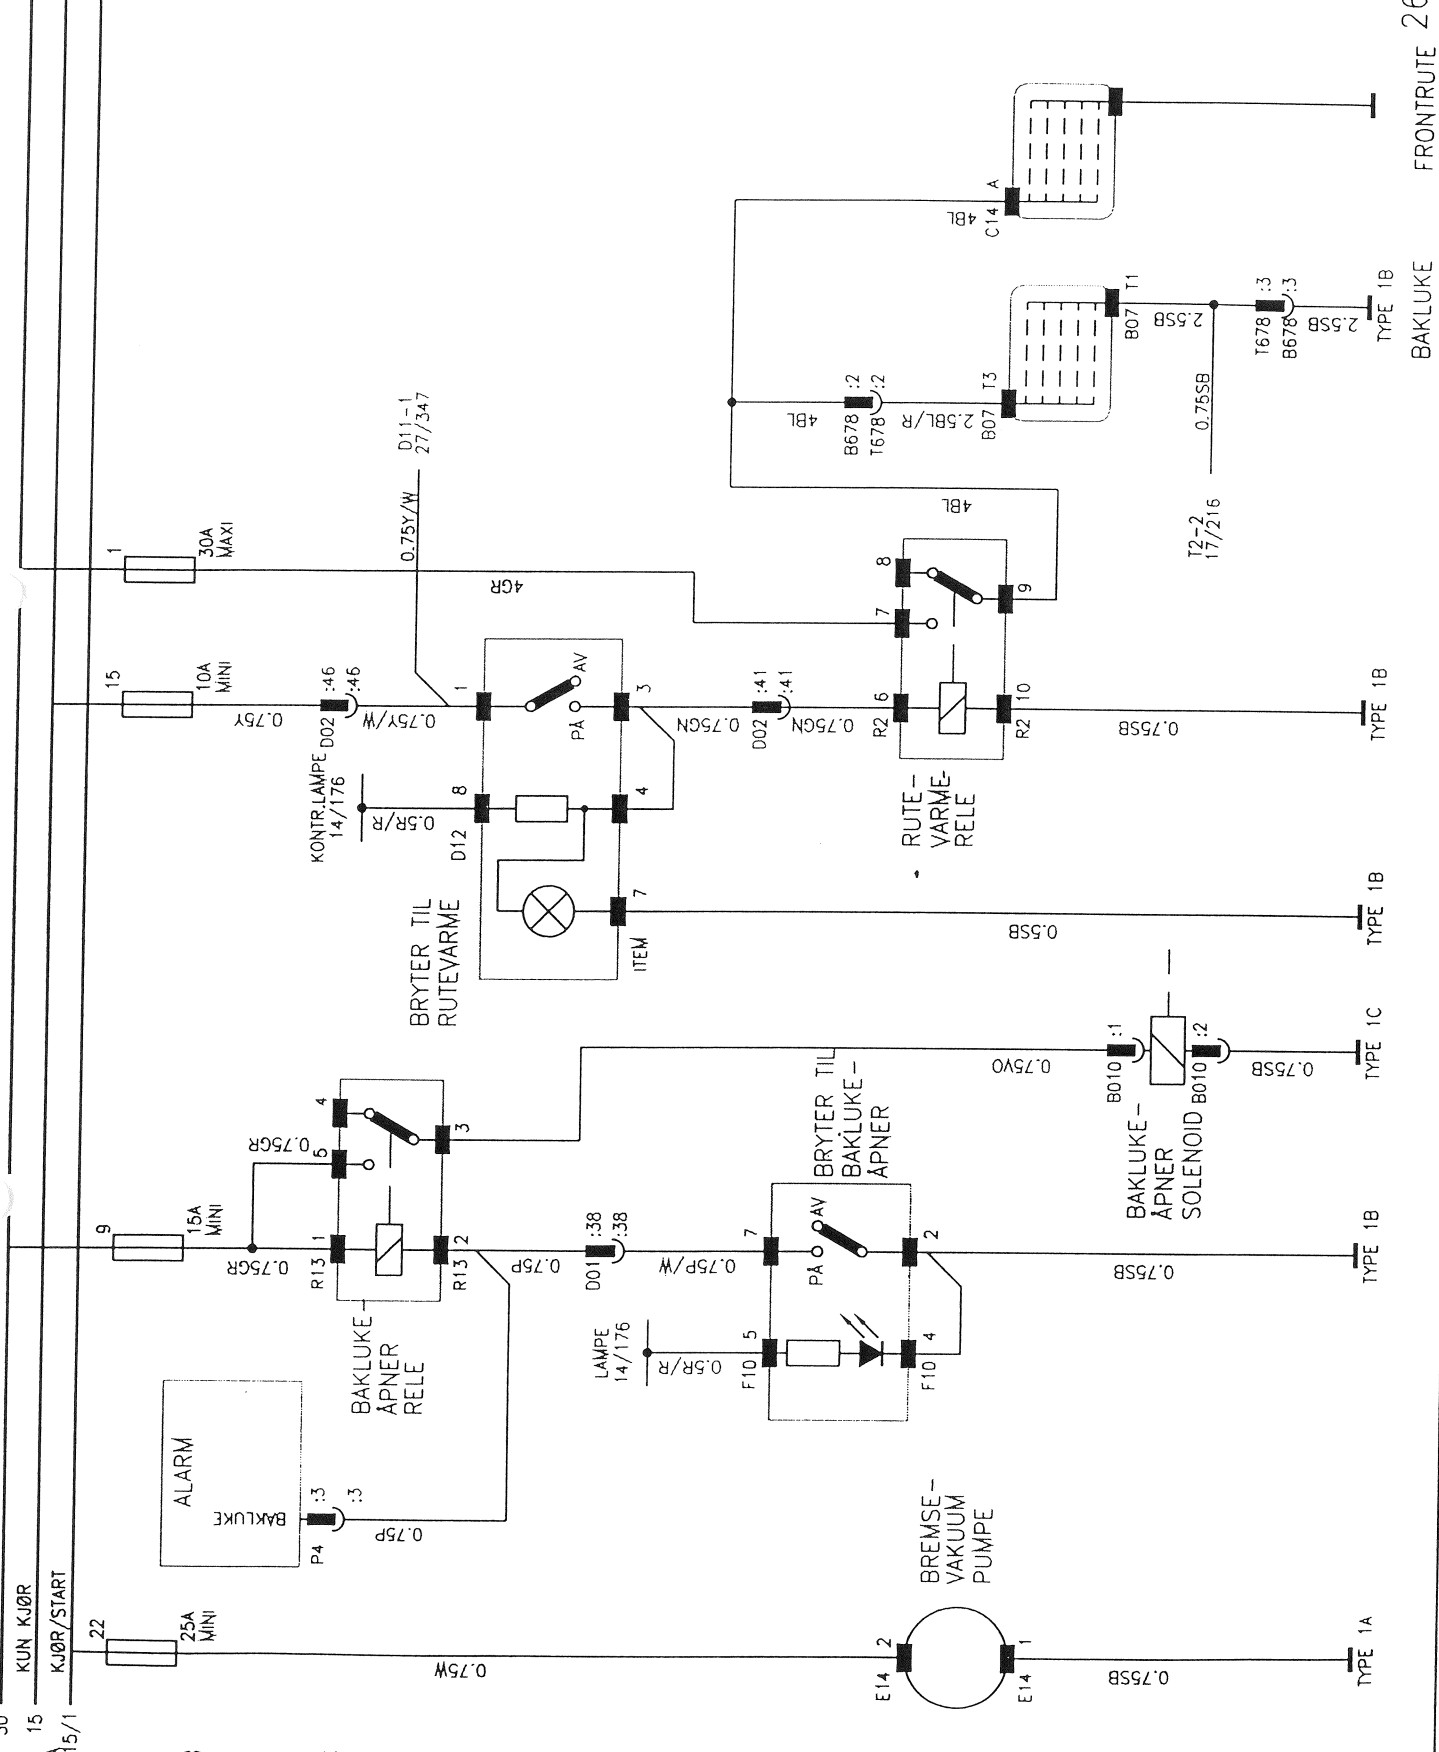 15
KUN KJØR
15/1
KJØR/START
22
25A
MINI
0.75W
E14 2
E14 1
BREMSE-
VAKUUM
PUMPE
0.75SB
TYPE 1A
ALARM
BAKLUKE
P4 :3
:3
0.75P
9
15A
MINI
0.75GR
0.75GR
R13 1
5
4
R13 2
3
BAKLUKE-
ÅPNER
RELE
0.75P
D01 :38
:38
0.75P/W
LAMPE
14/176
0.5R/R
F10 5
7
PÅ
AV
F10 4
2
BRYTER TIL
BAKLUKE-
ÅPNER
0.75SB
TYPE 1B
0.75VO
B010 :1
B010 :2
BAKLUKE-
ÅPNER
SOLENOID
0.75SB
TYPE 1C
15
10A
MINI
0.75Y
D02 :46
:46
0.75Y/W
KONTR.LAMPE
14/176
0.5R/R
D12 8
1
PÅ
AV
ITEM 7
4
3
BRYTER TIL
RUTEVARME
0.5SB
TYPE 1B
0.75GN
D02 :41
:41
0.75GN
R2 6
7
8
R2 10
9
RUTE-
VARME-
RELE
0.75SB
TYPE 1B
1
30A
MAXI
4GR
0.75Y/W
D11-1
27/347
4BL
4BL
B678 :2
T678 :2
2.5BL/R
B07 T3
B07 T1
2.5SB
0.75SB
T2-2
17/216
T678 :3
B678 :3
2.5SB
TYPE 1B
BAKLUKE
4BL
C14 A
FRONTRUTE
26